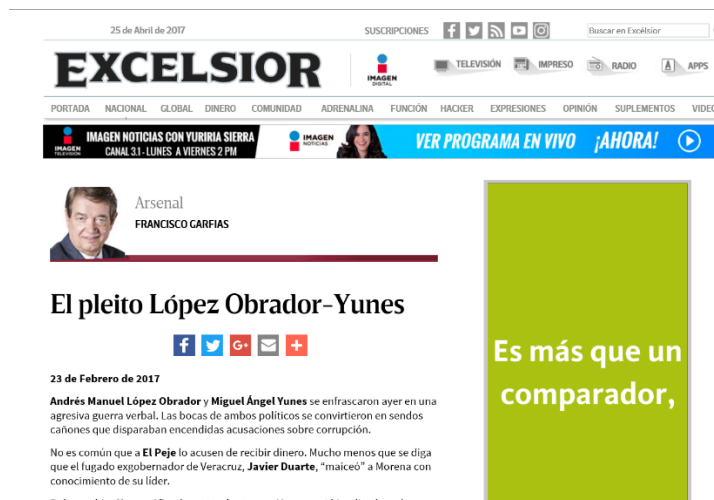 25 de Abril de 2017
SUSCRIPCIONES
Buscar en Excélsior
EXCELSIOR
IMAGEN
DIGITAL
TELEVISIÓN
IMPRESO
RADIO
APPS
PORTADA NACIONAL GLOBAL DINERO COMUNIDAD ADRENALINA FUNCIÓN HACKER EXPRESIONES OPINIÓN SUPLEMENTOS VIDEO
IMAGEN
TELEVISIÓN
IMAGEN NOTICIAS CON YURIRIA SIERRA
CANAL 3.1 - LUNES A VIERNES 2 PM
IMAGEN
NOTICIAS
VER PROGRAMA EN VIVO ¡AHORA!
Arsenal
FRANCISCO GARFIAS
El pleito López Obrador-Yunes
23 de Febrero de 2017
Andrés Manuel López Obrador y Miguel Ángel Yunes se enfrascaron ayer en una
agresiva guerra verbal. Las bocas de ambos políticos se convirtieron en sendos
cañones que disparaban encendidas acusaciones sobre corrupción.
No es común que a El Peje lo acusen de recibir dinero. Mucho menos que se diga
que el fugado exgobernador de Veracruz, Javier Duarte, “maiceó” a Morena con
conocimiento de su líder.
Es más que un
comparador,